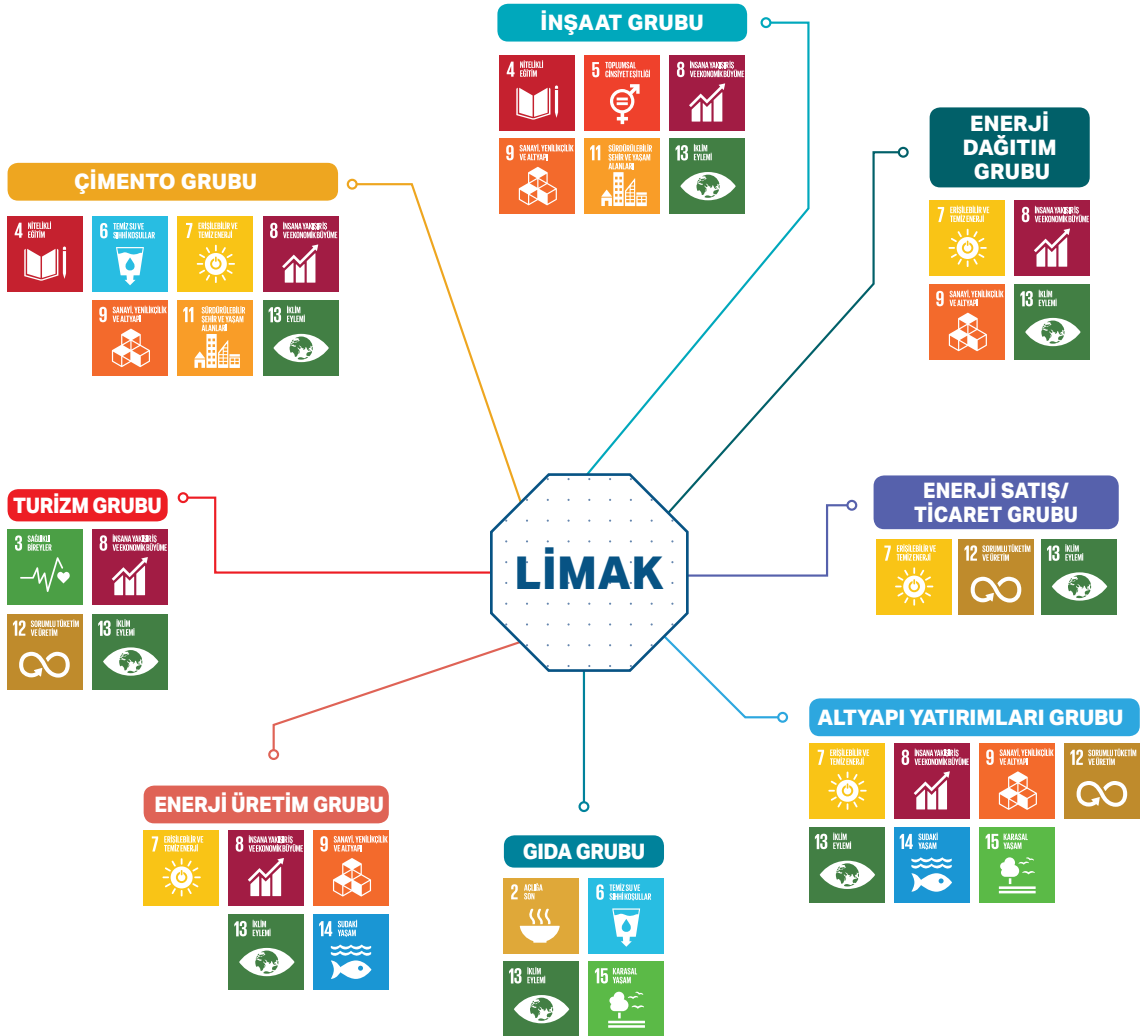 İNŞAAT GRUBU
4 NİTELİKLİ
EĞİTİM
5 TOPLUMSAL
CİNSİYET EŞİTLİĞİ
8 İNSANA YAKIŞIR İŞ
VE EKONOMİK BÜYÜME
9 SANAYİ, YENİLİKÇİLİK
VE ALTYAPI
11 SÜRDÜRÜLEBİLİR
ŞEHİR VE YAŞAM
ALANLARI
13 İKLİM
EYLEMİ
ENERJİ
DAĞITIM
GRUBU
7 ERİŞİLEBİLİR VE
TEMİZ ENERJİ
8 İNSANA YAKIŞIR İŞ
VE EKONOMİK BÜYÜME
9 SANAYİ, YENİLİKÇİLİK
VE ALTYAPI
13 İKLİM
EYLEMİ
ÇİMENTO GRUBU
4 NİTELİKLİ
EĞİTİM
6 TEMİZ SU VE
SIHHİ KOŞULLAR
7 ERİŞİLEBİLİR VE
TEMİZ ENERJİ
8 İNSANA YAKIŞIR İŞ
VE EKONOMİK BÜYÜME
9 SANAYİ, YENİLİKÇİLİK
VE ALTYAPI
11 SÜRDÜRÜLEBİLİR
ŞEHİR VE YAŞAM
ALANLARI
13 İKLİM
EYLEMİ
TURİZM GRUBU
3 SAĞLIKLI
BİREYLER
8 İNSANA YAKIŞIR İŞ
VE EKONOMİK BÜYÜME
12 SORUMLU TÜKETİM
VE ÜRETİM
13 İKLİM
EYLEMİ
LİMAK
ENERJİ SATIŞ/
TİCARET GRUBU
7 ERİŞİLEBİLİR VE
TEMİZ ENERJİ
12 SORUMLU TÜKETİM
VE ÜRETİM
13 İKLİM
EYLEMİ
ALTYAPI YATIRIMLARI GRUBU
7 ERİŞİLEBİLİR VE
TEMİZ ENERJİ
8 İNSANA YAKIŞIR İŞ
VE EKONOMİK BÜYÜME
9 SANAYİ, YENİLİKÇİLİK
VE ALTYAPI
12 SORUMLU TÜKETİM
VE ÜRETİM
13 İKLİM
EYLEMİ
14 SUDAKİ
YAŞAM
15 KARASAL
YAŞAM
ENERJİ ÜRETİM GRUBU
7 ERİŞİLEBİLİR VE
TEMİZ ENERJİ
8 İNSANA YAKIŞIR İŞ
VE EKONOMİK BÜYÜME
9 SANAYİ, YENİLİKÇİLİK
VE ALTYAPI
13 İKLİM
EYLEMİ
14 SUDAKİ
YAŞAM
GIDA GRUBU
2 AÇLIĞA
SON
6 TEMİZ SU VE
SIHHİ KOŞULLAR
13 İKLİM
EYLEMİ
15 KARASAL
YAŞAM